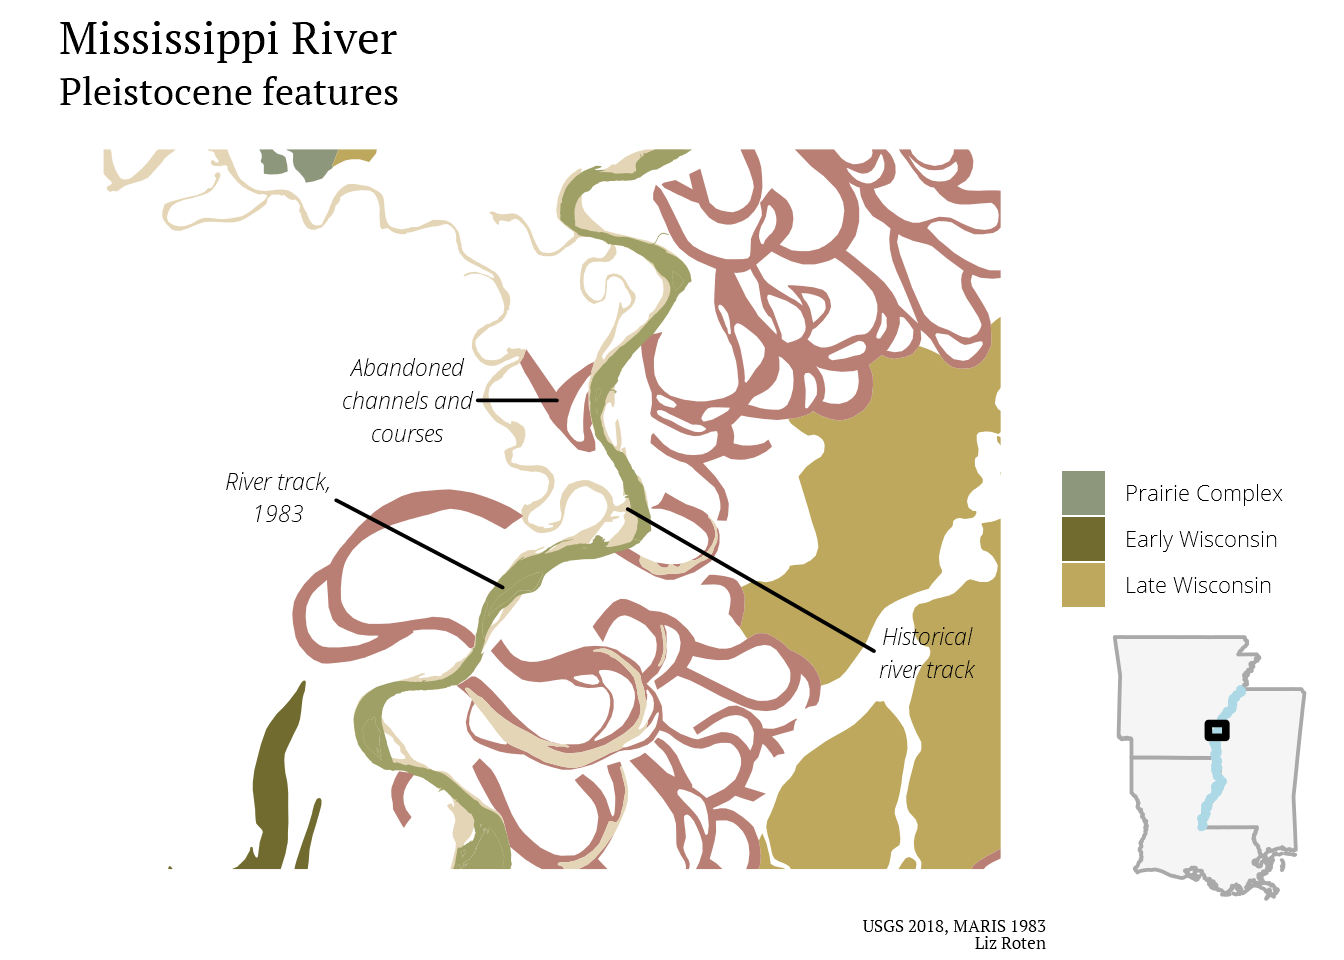 Mississippi River
Pleistocene features
Abandoned
channels and
courses
River track,
1983
Historical
river track
Prairie Complex
Early Wisconsin
Late Wisconsin
USGS 2018, MARIS 1983
Liz Roten